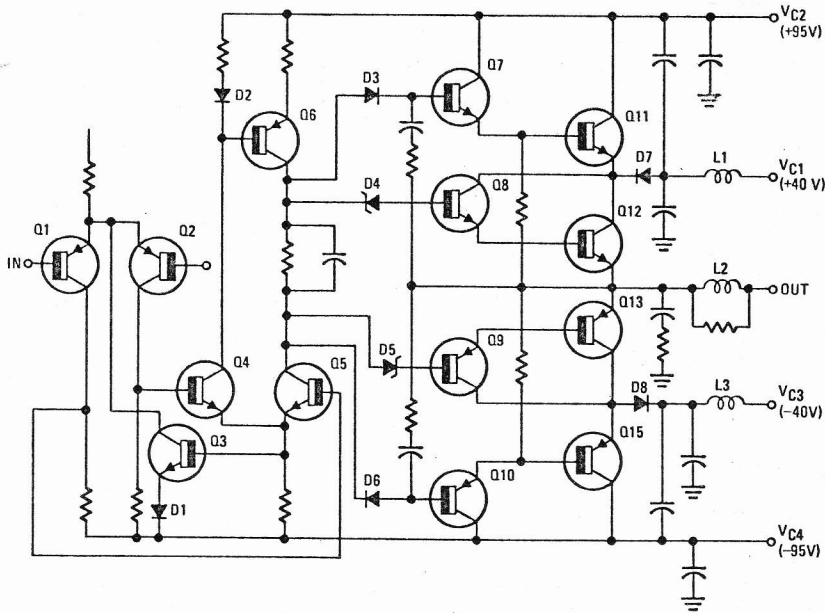 VC2
(+95V)
Q7
D3
D2
Q6
Q11
D7
L1
VC1
(+40 V)
D4
Q8
Q12
Q1
Q2
IN
L2
OUT
Q13
D5
Q9
Q4
Q5
D8
L3
VC3
(−40V)
Q3
Q15
D6
Q10
D1
VC4
(−95V)